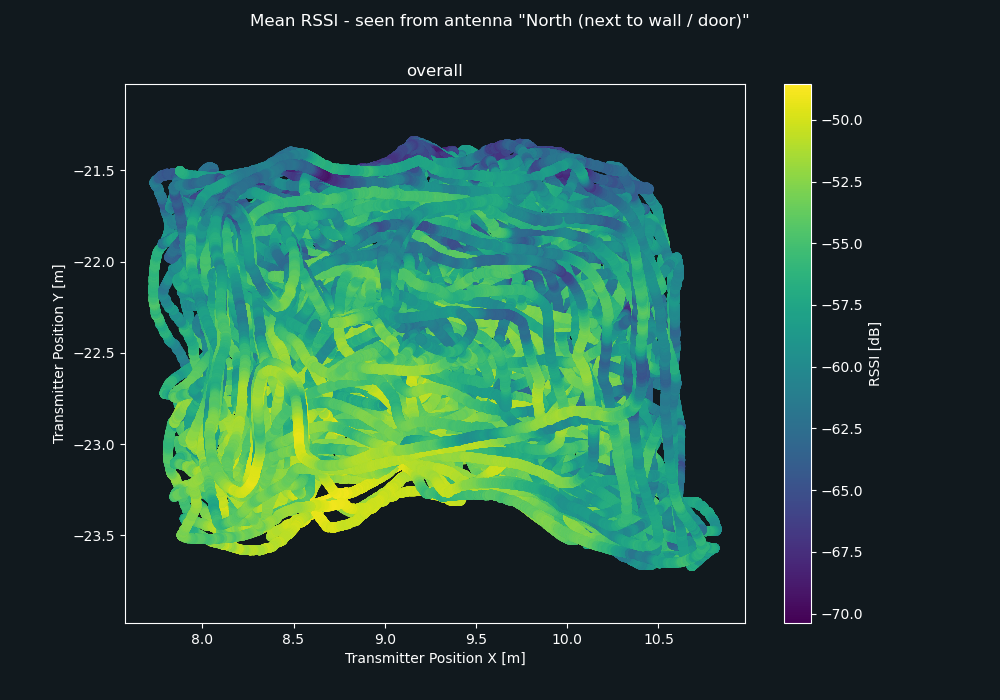 Mean RSSI - seen from antenna "North (next to wall / door)"
overall
−21.5
−22.0
−22.5
−23.0
−23.5
Transmitter Position Y [m]
8.0 8.5 9.0 9.5 10.0 10.5
Transmitter Position X [m]
−50.0
−52.5
−55.0
−57.5
−60.0
−62.5
−65.0
−67.5
−70.0
RSSI [dB]